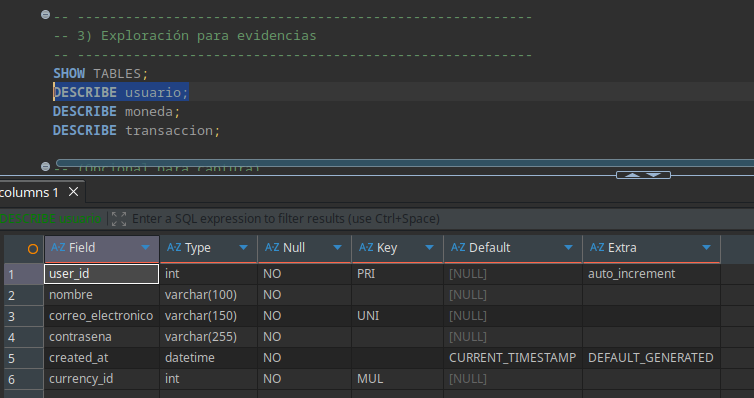 -- ----------------------------------------------------------
-- 3) Exploración para evidencias
-- ----------------------------------------------------------
SHOW TABLES;
DESCRIBE usuario;
DESCRIBE moneda;
DESCRIBE transaccion;
-- (Opcional para captura)
columns 1
DESCRIBE usuario Enter a SQL expression to filter results (use Ctrl+Space)
A-Z Field A-Z Type A-Z Null A-Z Key A-Z Default A-Z Extra
1 user_id int NO PRI [NULL] auto_increment
2 nombre varchar(100) NO [NULL]
3 correo_electronico varchar(150) NO UNI [NULL]
4 contrasena varchar(255) NO [NULL]
5 created_at datetime NO CURRENT_TIMESTAMP DEFAULT_GENERATED
6 currency_id int NO MUL [NULL]